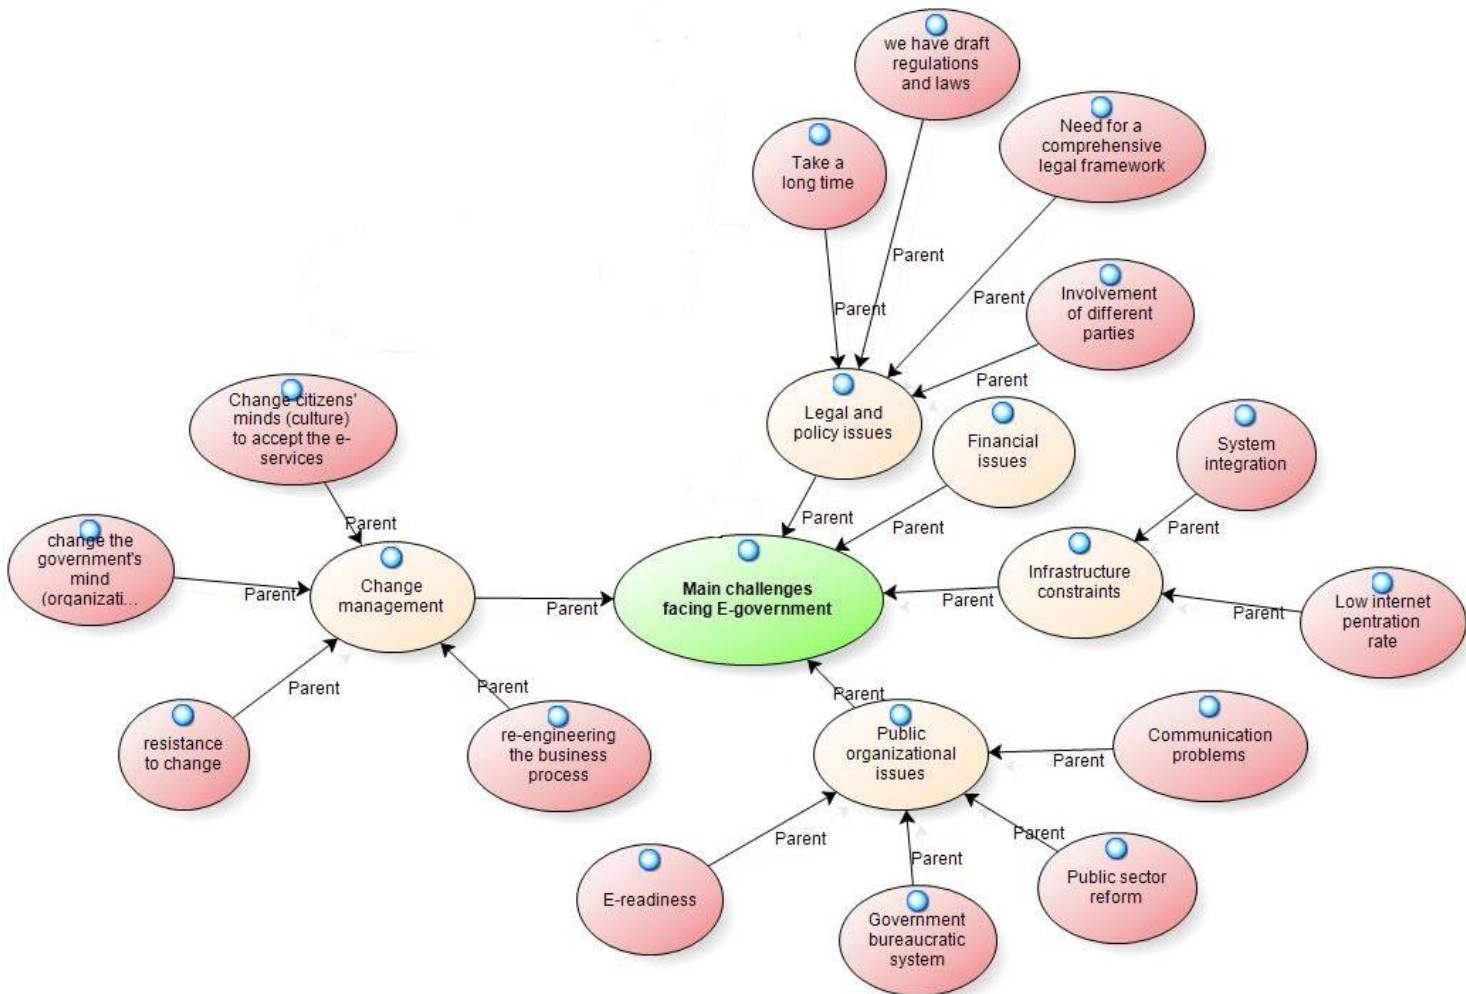 we have draft
regulations
and laws
Need for a
comprehensive
legal framework
Take a
long time
Parent
Parent
Parent
Involvement
of different
parties
Parent
Legal and
policy issues
Financial
issues
System
integration
Change citizens'
minds (culture)
to accept the e-
services
Parent
Parent
Parent
Parent
change the
government's
mind
(organizati...
Parent
Change
management
Parent
Main challenges
facing E-government
Parent
Infrastructure
constraints
Parent
Low internet
pentration
rate
Parent
resistance
to change
Parent
re-engineering
the business
process
Parent
Public
organizational
issues
Parent
Communication
problems
Parent
E-readiness
Parent
Government
bureaucratic
system
Parent
Public sector
reform